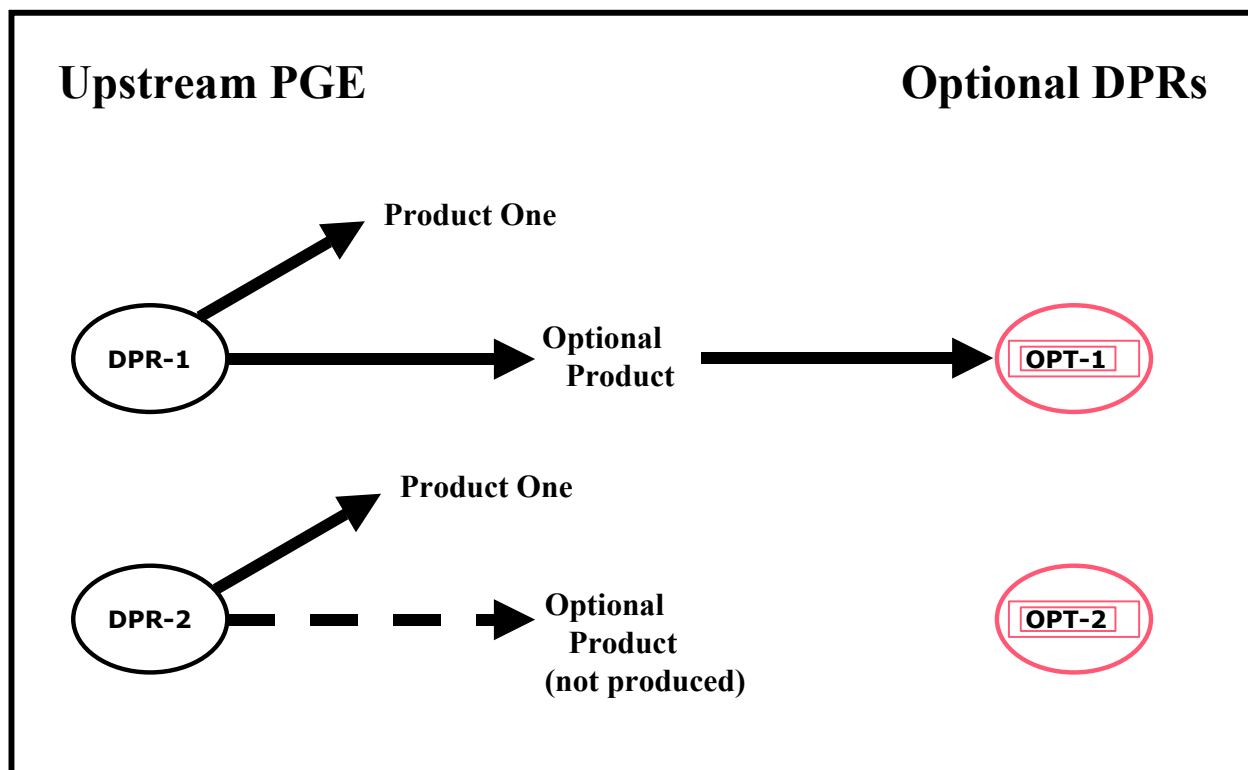 Upstream PGE
Optional DPRs
Product One
DPR-1
Optional
Product
OPT-1
Product One
DPR-2
Optional
Product
(not produced)
OPT-2